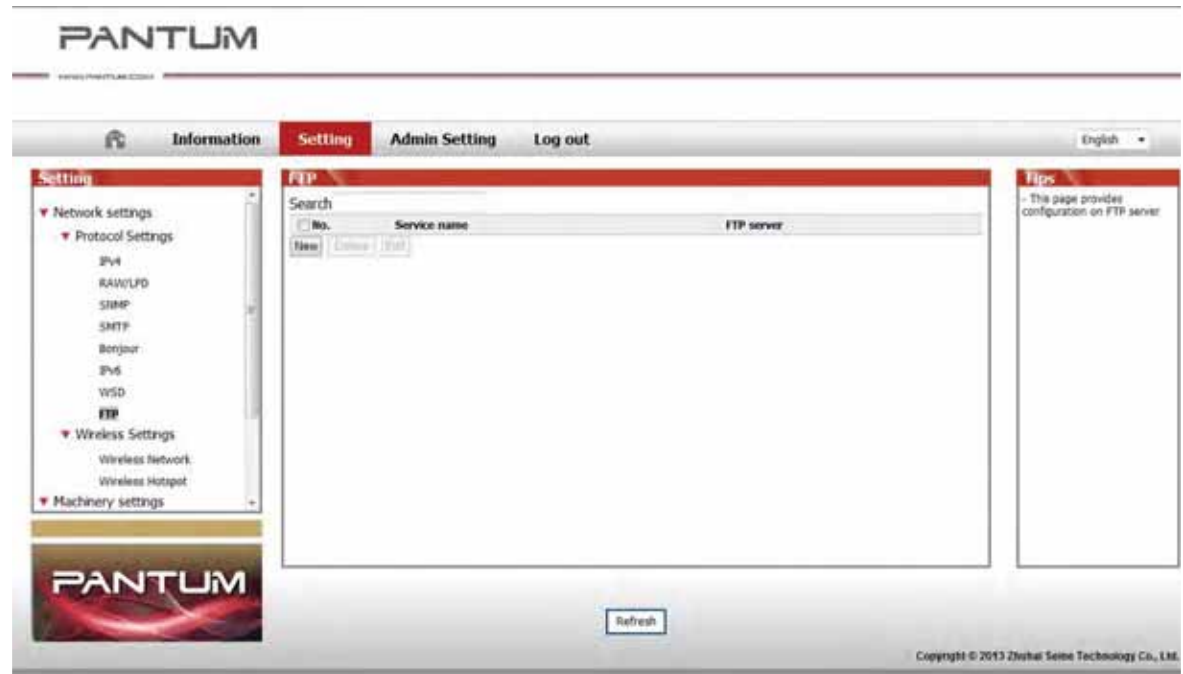 PANTUM
Information
Setting
Admin Setting
Log out
English
Setting
Network settings
Protocol Settings
IPv4
RAW/LPD
SNMP
SMTP
Bonjour
IPv6
WSD
FTP
Wireless Settings
Wireless Network
Wireless Hotspot
Machinery settings
PANTUM
FTP
Search
No. Service name FTP server
New Delete Edit
Refresh
Tips
- This page provides
configuration on FTP server
Copyright © 2013 Zhuhai Seine Technology Co., Ltd.